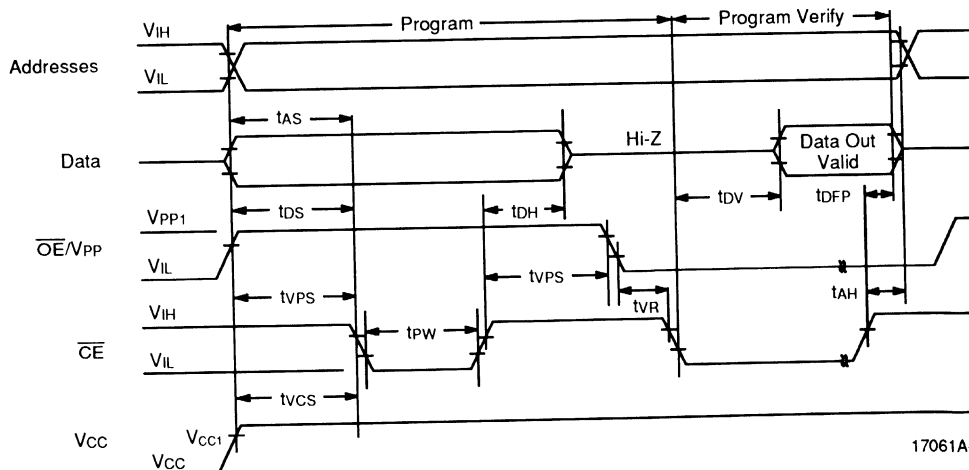 Program
Program Verify
VIH
Addresses
VIL
tAS
Data
Hi-Z
Data Out
Valid
tDS
tDH
tDV
tDFP
VPP1
OE/VPP
VIL
tVPS
tVPS
tVR
tAH
VIH
CE
tPW
VIL
tVCS
VCC
VCC1
VCC
17061A-